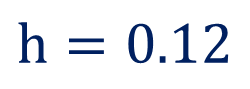 h = 0.12